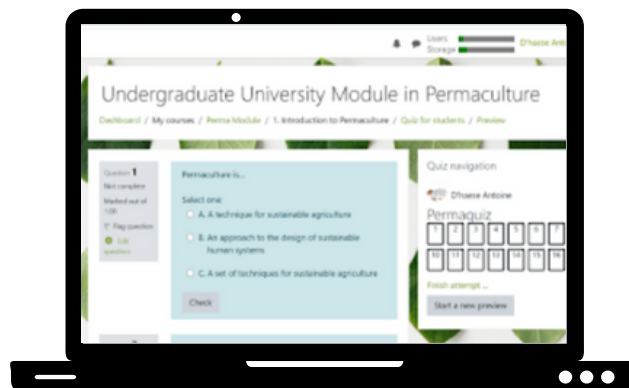 Users
Storage
D'haese Anto
Undergraduate University Module in Permaculture
Dashboard / My courses / Perma Module / 1. Introduction to Permaculture / Quiz for students / Preview
Question 1
Not complete
Marked out of
1.00
Flag question
Edit
question
Permaculture is...
Select one:
A. A technique for sustainable agriculture
B. An approach to the design of sustainable
human systems
C. A set of techniques for sustainable agriculture
Check
Quiz navigation
D'haese Antoine
Permaquiz
1 2 3 4 5 6 7
10 11 12 13 14 15 16
Finish attempt ...
Start a new preview